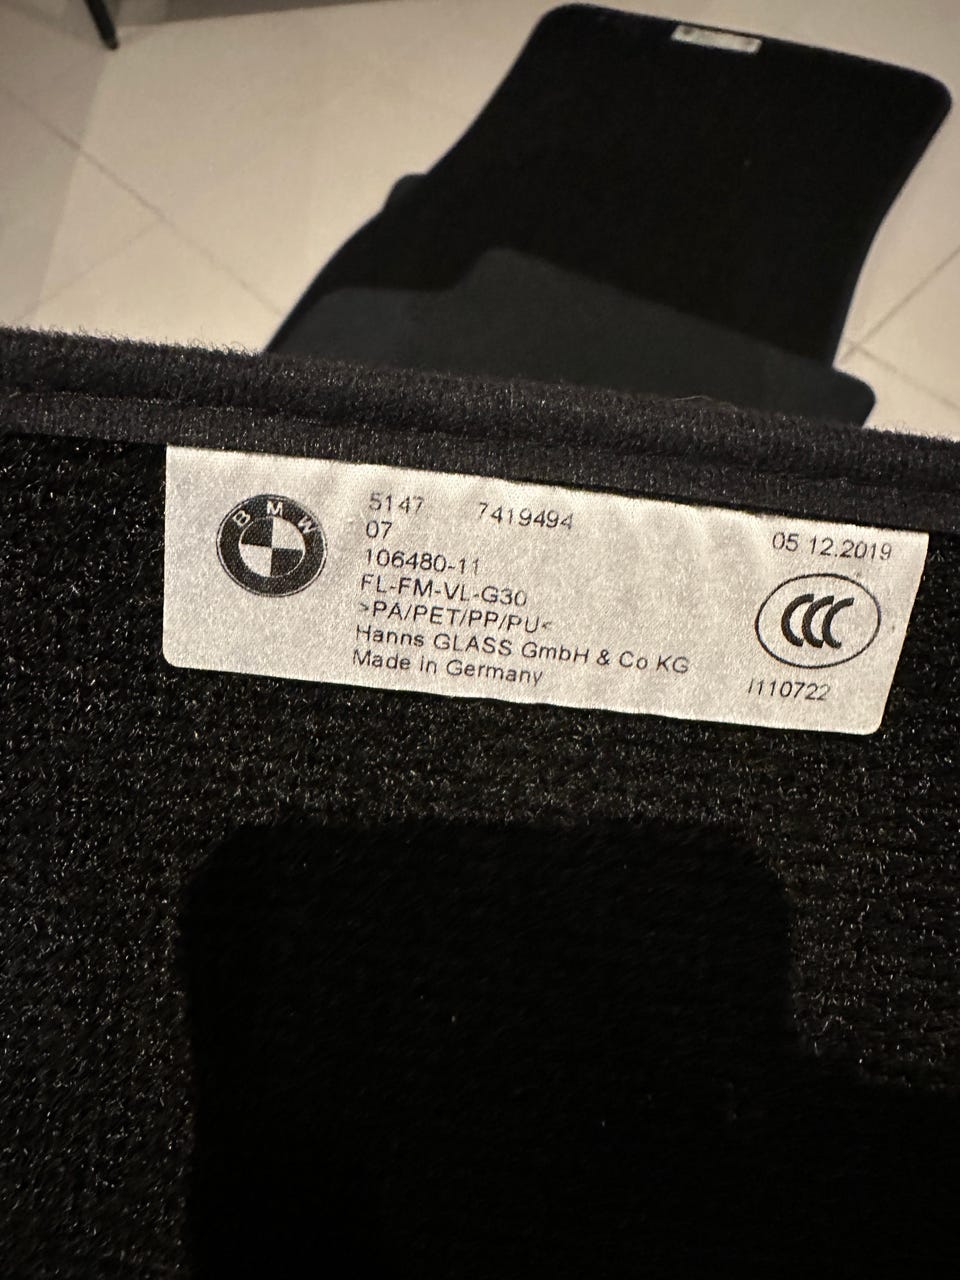 BMW
5147 7419494
07
106480-11
FL-FM-VL-G30
>PA/PET/PP/PU<
Hanns GLASS GmbH & Co KG
Made in Germany
05 12.2019
CCC
I110722